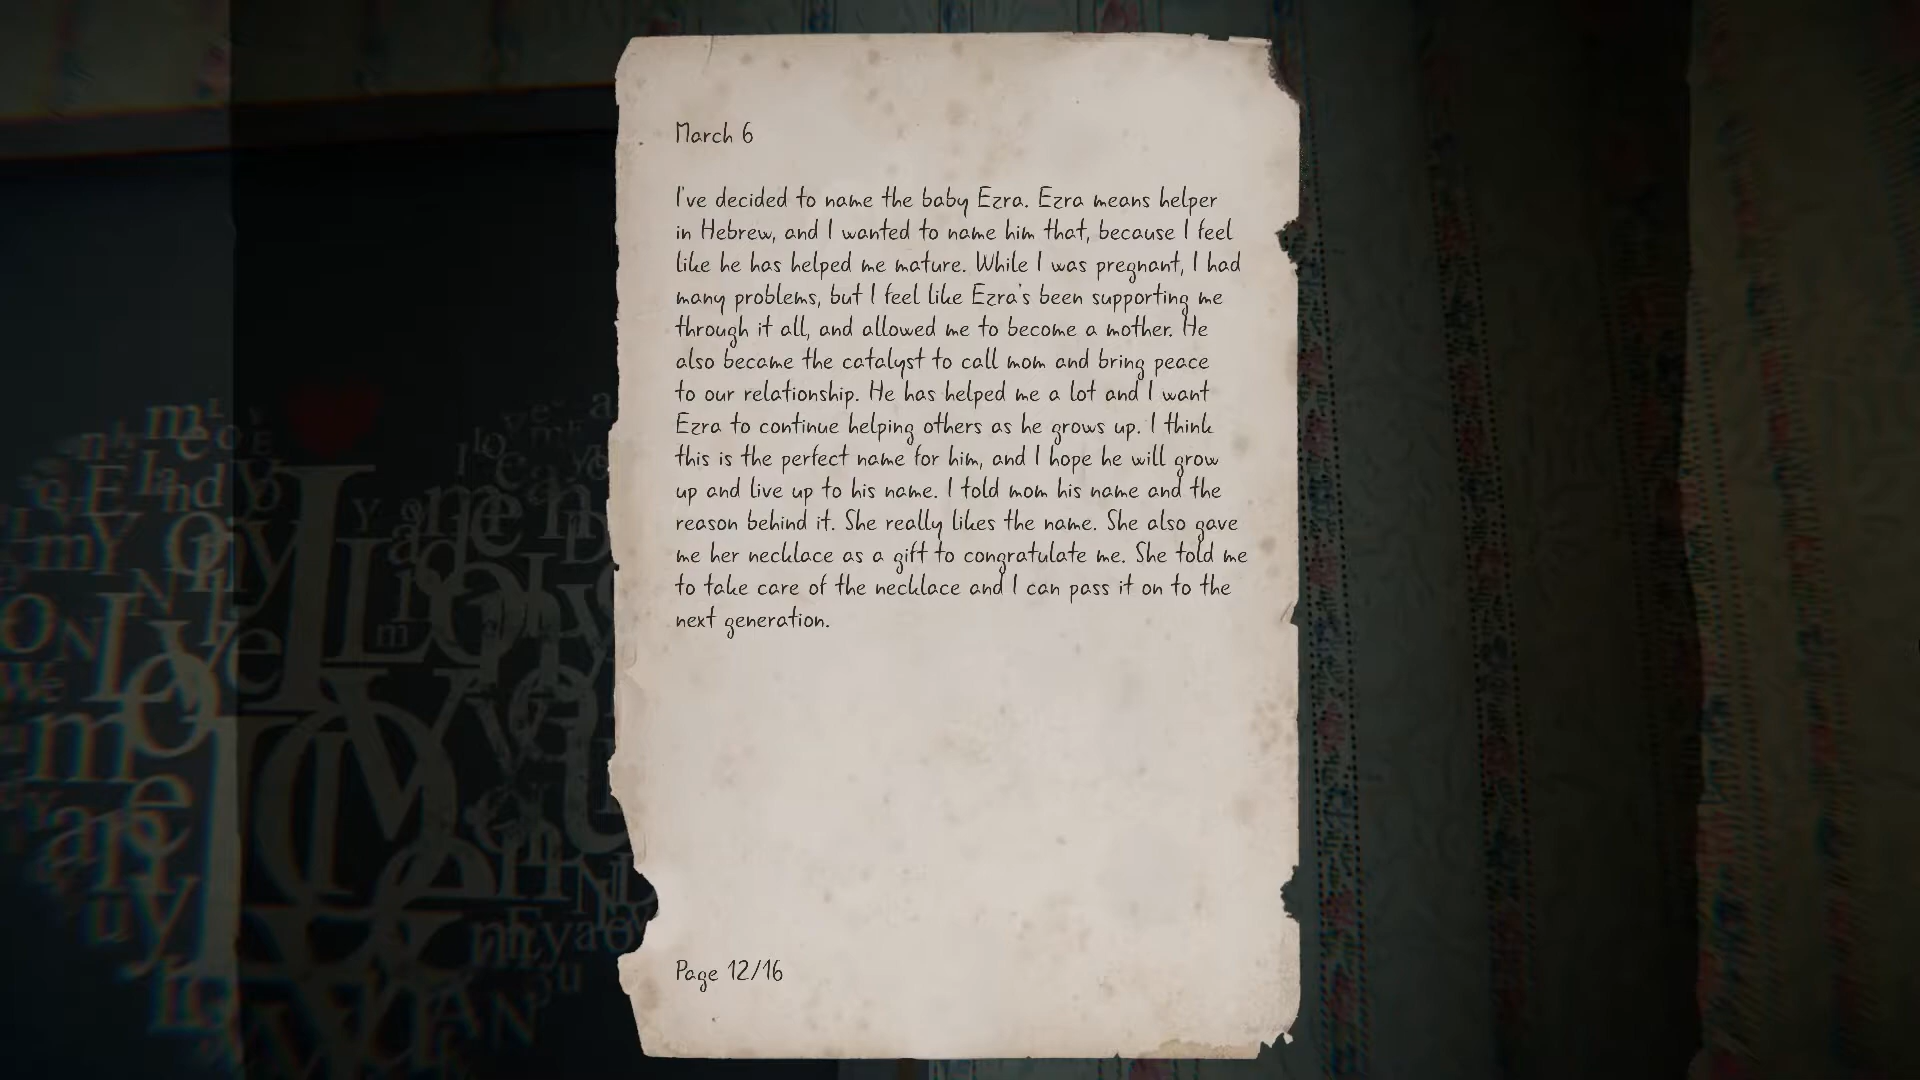 March 6
I've decided to name the baby Ezra. Ezra means helper
in Hebrew, and I wanted to name him that, because I feel
like he has helped me mature. While I was pregnant, I had
many problems, but I feel like Ezra's been supporting me
through it all, and allowed me to become a mother. He
also became the catalyst to call mom and bring peace
to our relationship. He has helped me a lot and I want
Ezra to continue helping others as he grows up. I think
this is the perfect name for him, and I hope he will grow
up and live up to his name. I told mom his name and the
reason behind it. She really likes the name. She also gave
me her necklace as a gift to congratulate me. She told me
to take care of the necklace and I can pass it on to the
next generation.
Page 12/16